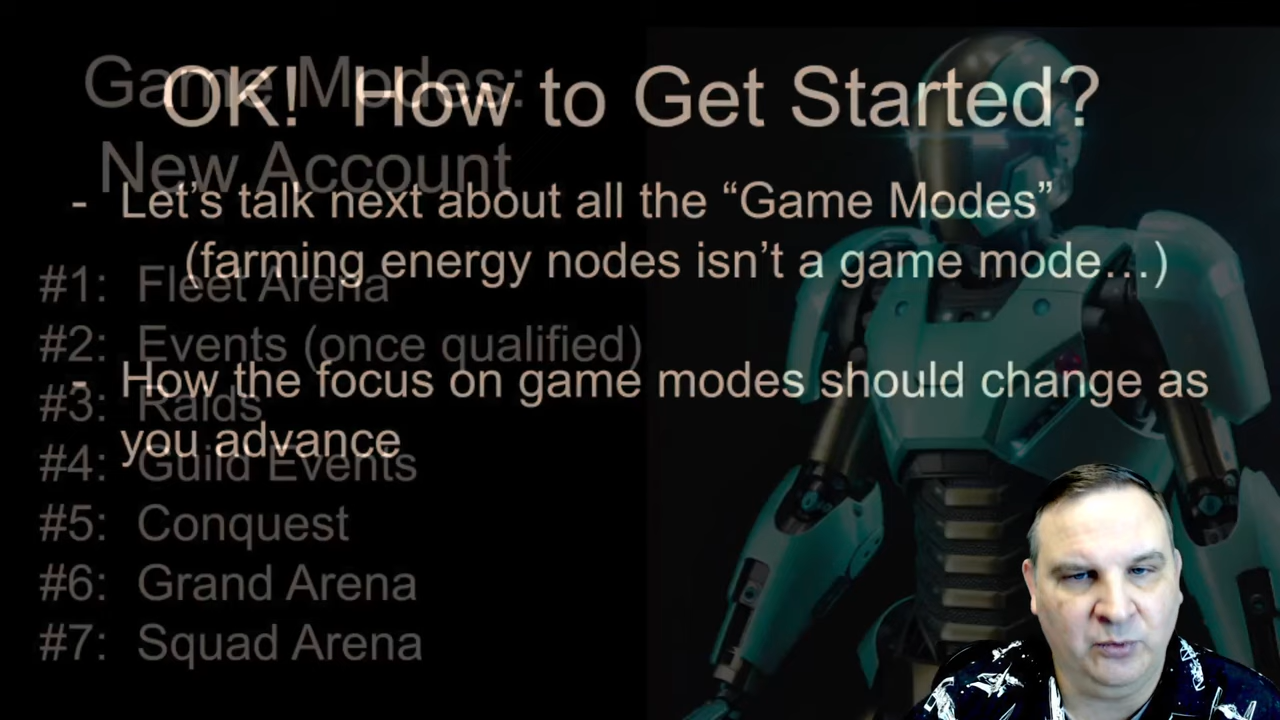 OK!  How to Get Started?
- Let's talk next about all the “Game Modes”
(farming energy nodes isn't a game mode…)
- How the focus on game modes should change as
you advance
Game Modes:
New Account
#1: Fleet Arena
#2: Events (once qualified)
#3: Raids
#4: Guild Events
#5: Conquest
#6: Grand Arena
#7: Squad Arena